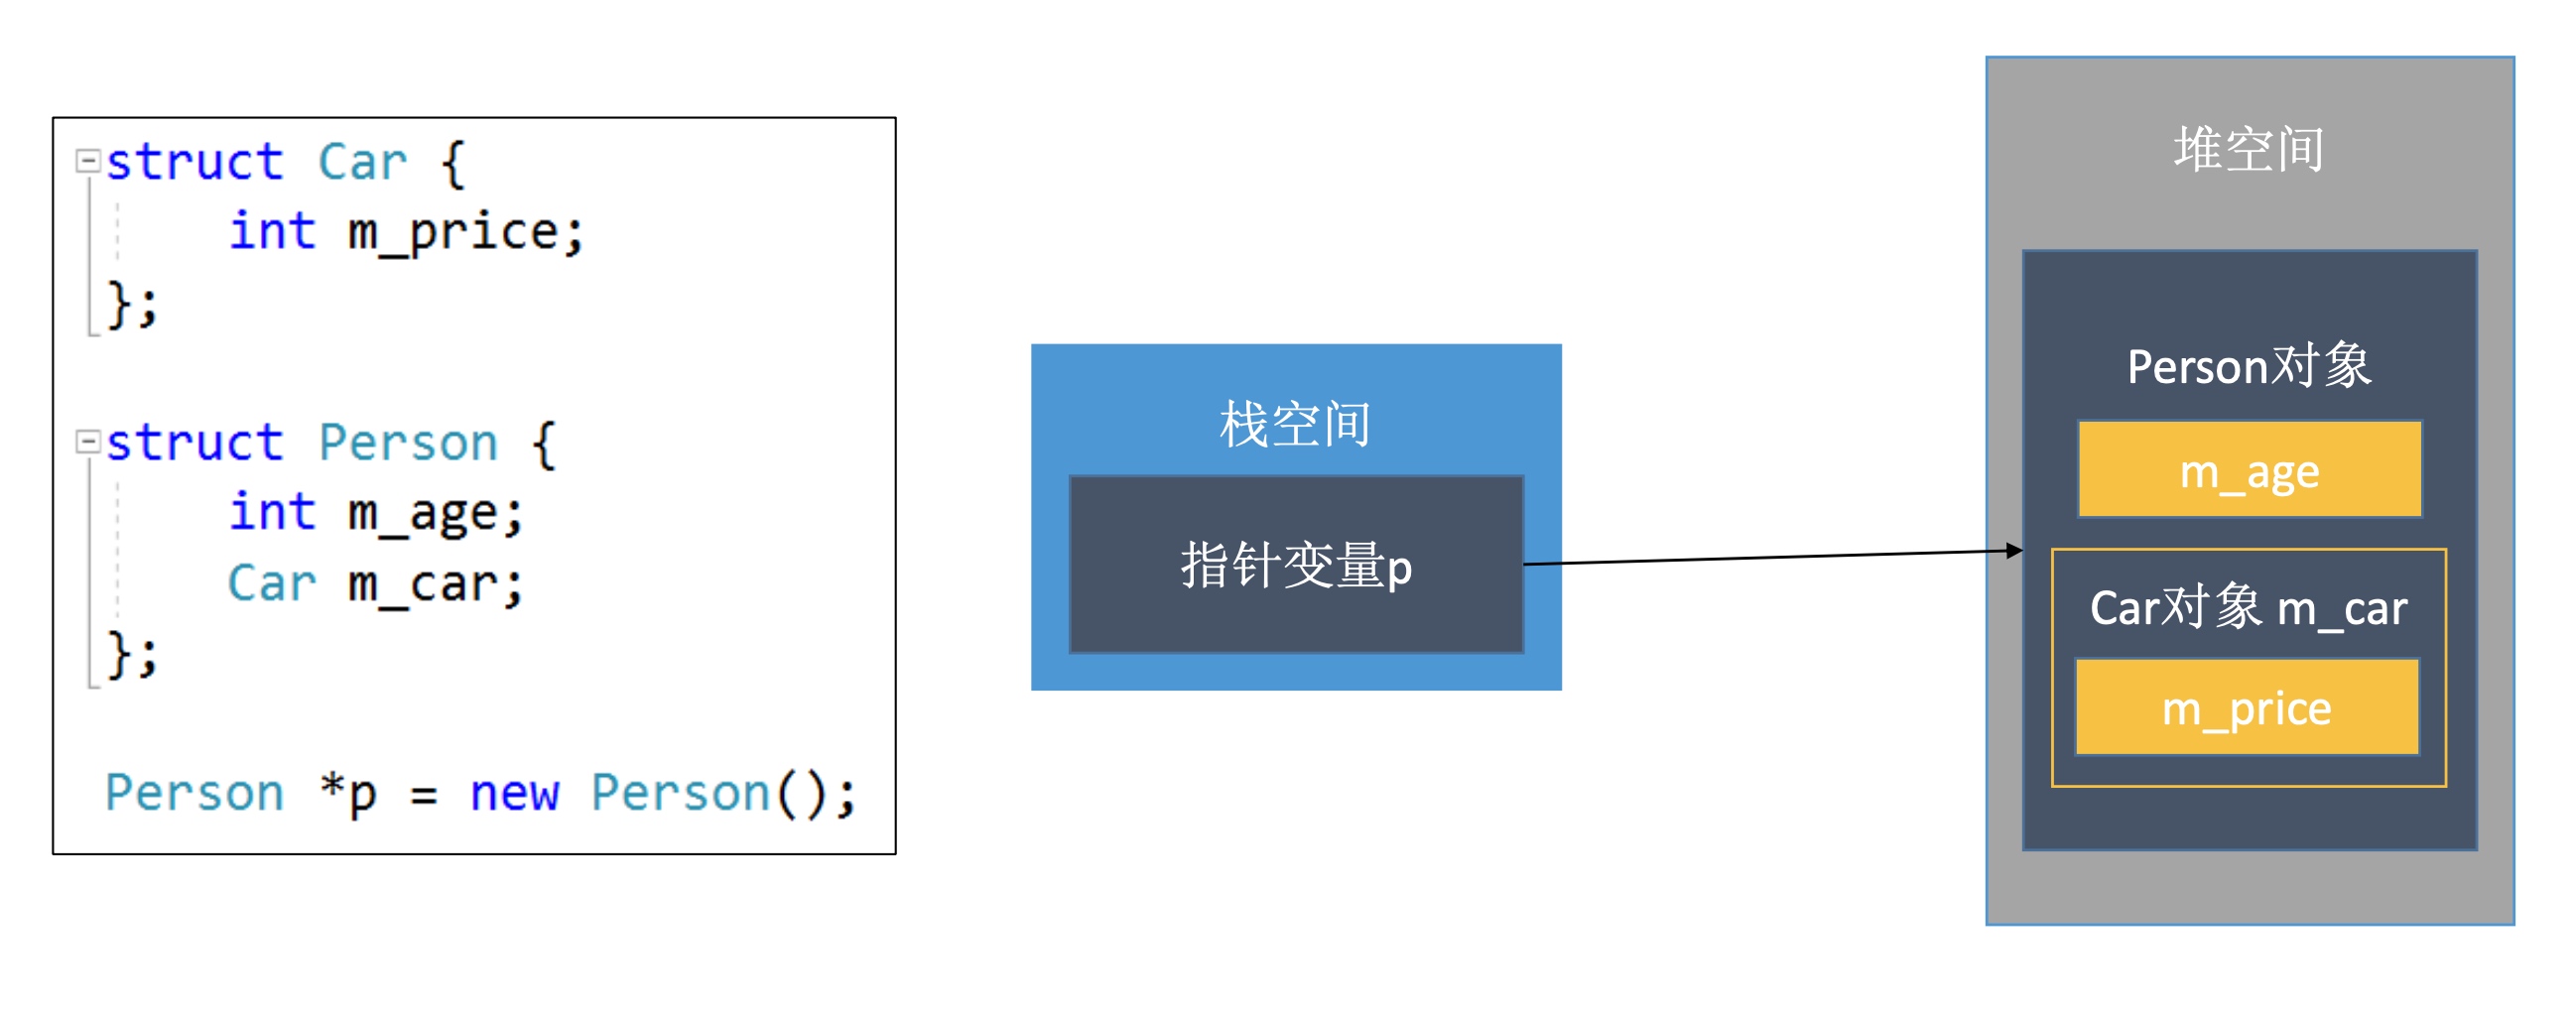 struct Car {
    int m_price;
};
struct Person {
    int m_age;
    Car m_car;
};
Person *p = new Person();
栈空间
指针变量p
堆空间
Person对象
m_age
Car对象 m_car
m_price